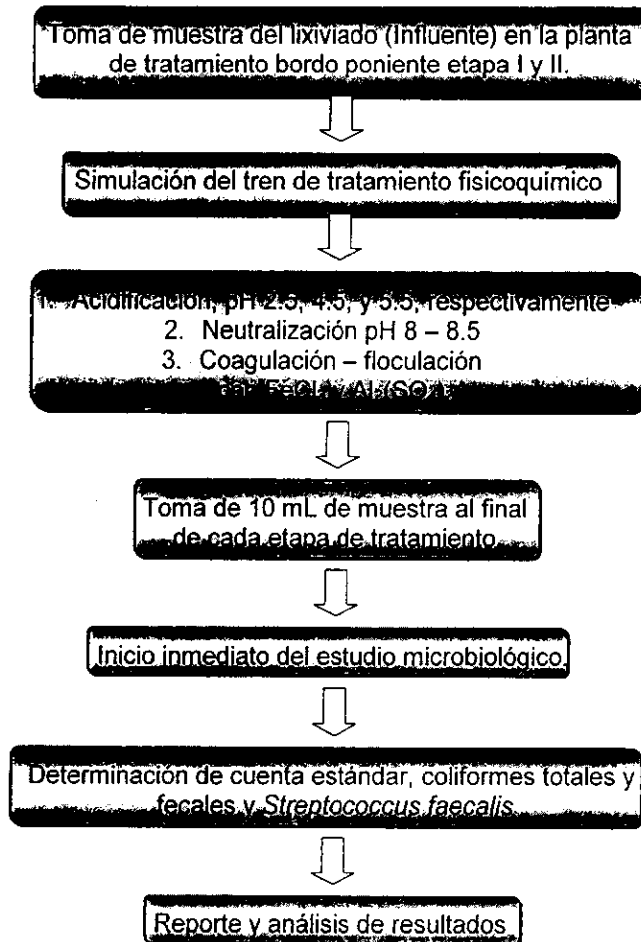 Toma de muestra del lixiviado (Influente) en la planta
de tratamiento bordo poniente etapa I y II.
Simulación del tren de tratamiento fisicoquímico
1. Acidificación, pH 2.5, 4.5, y 5.5, respectivamente
2. Neutralización pH 8 – 8.5
3. Coagulación – floculación
Toma de 10 mL de muestra al final
de cada etapa de tratamiento
Inicio inmediato del estudio microbiológico.
Determinación de cuenta estándar, coliformes totales y
fecales y Streptococcus faecalis
Reporte y análisis de resultados